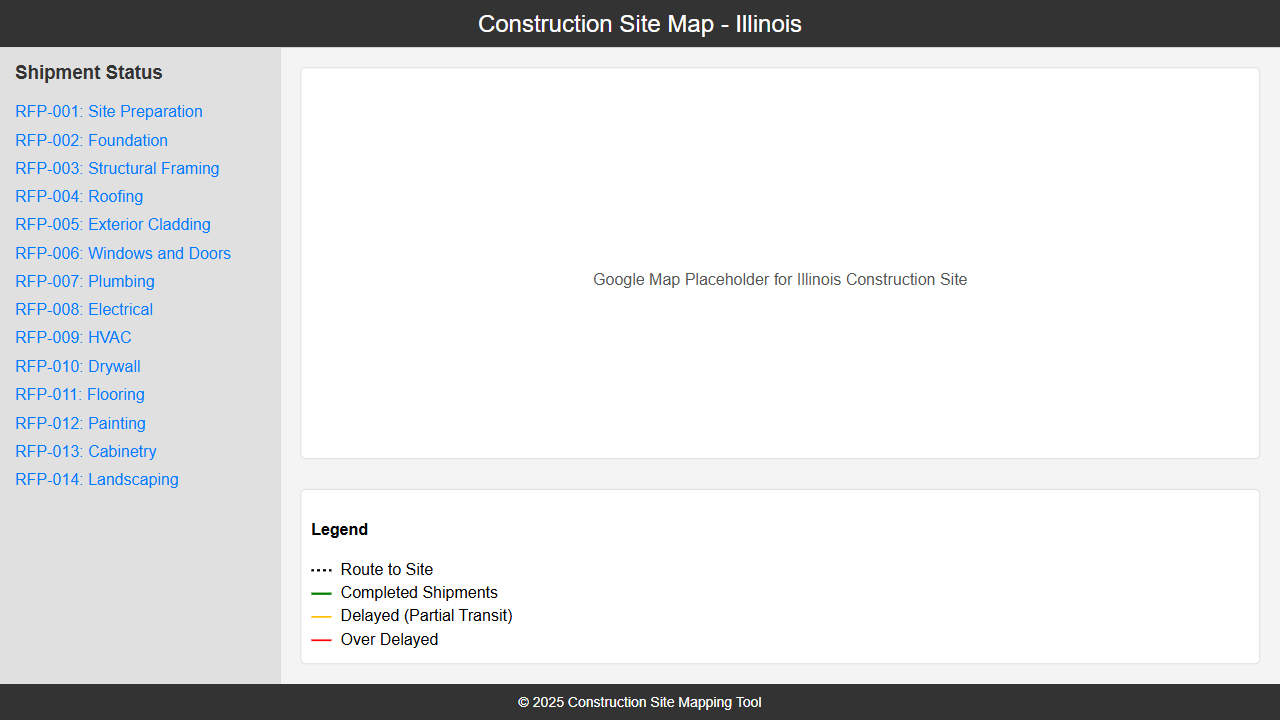 Construction Site Map - Illinois
Shipment Status
RFP-001: Site Preparation
RFP-002: Foundation
RFP-003: Structural Framing
RFP-004: Roofing
RFP-005: Exterior Cladding
RFP-006: Windows and Doors
RFP-007: Plumbing
RFP-008: Electrical
RFP-009: HVAC
RFP-010: Drywall
RFP-011: Flooring
RFP-012: Painting
RFP-013: Cabinetry
RFP-014: Landscaping
Google Map Placeholder for Illinois Construction Site
Legend
Route to Site
Completed Shipments
Delayed (Partial Transit)
Over Delayed
© 2025 Construction Site Mapping Tool